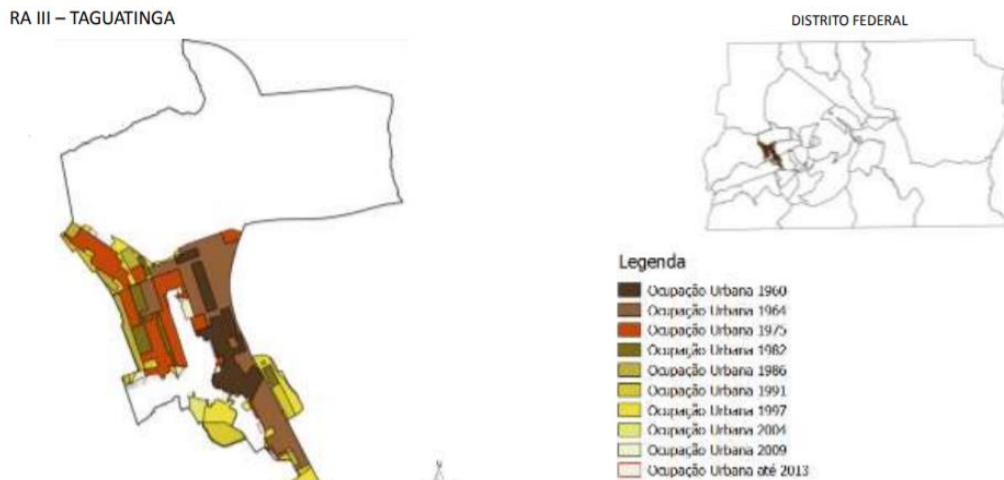 RA III – TAGUATINGA
DISTRITO FEDERAL
Legenda
Ocupação Urbana 1960
Ocupação Urbana 1964
Ocupação Urbana 1975
Ocupação Urbana 1982
Ocupação Urbana 1986
Ocupação Urbana 1991
Ocupação Urbana 1997
Ocupação Urbana 2004
Ocupação Urbana 2009
Ocupação Urbana até 2013